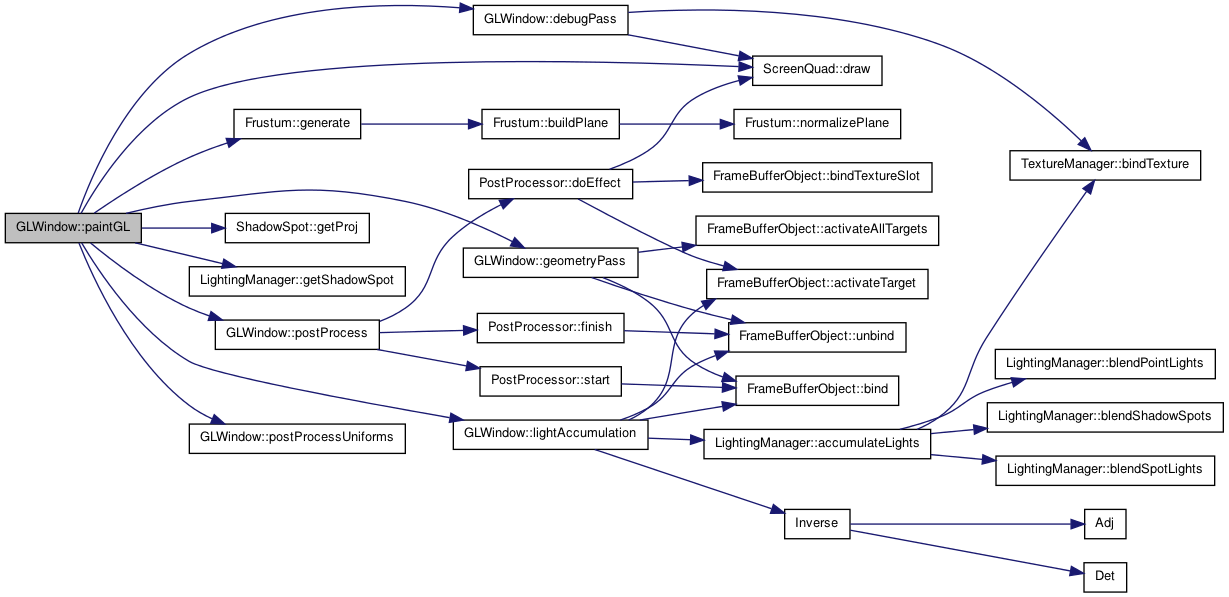 GLWindow::debugPass
ScreenQuad::draw
Frustum::generate
Frustum::buildPlane
Frustum::normalizePlane
TextureManager::bindTexture
PostProcessor::doEffect
FrameBufferObject::bindTextureSlot
GLWindow::paintGL
ShadowSpot::getProj
FrameBufferObject::activateAllTargets
GLWindow::geometryPass
LightingManager::getShadowSpot
FrameBufferObject::activateTarget
GLWindow::postProcess
PostProcessor::finish
FrameBufferObject::unbind
LightingManager::blendPointLights
PostProcessor::start
FrameBufferObject::bind
LightingManager::blendShadowSpots
GLWindow::postProcessUniforms
GLWindow::lightAccumulation
LightingManager::accumulateLights
LightingManager::blendSpotLights
Inverse
Adj
Det